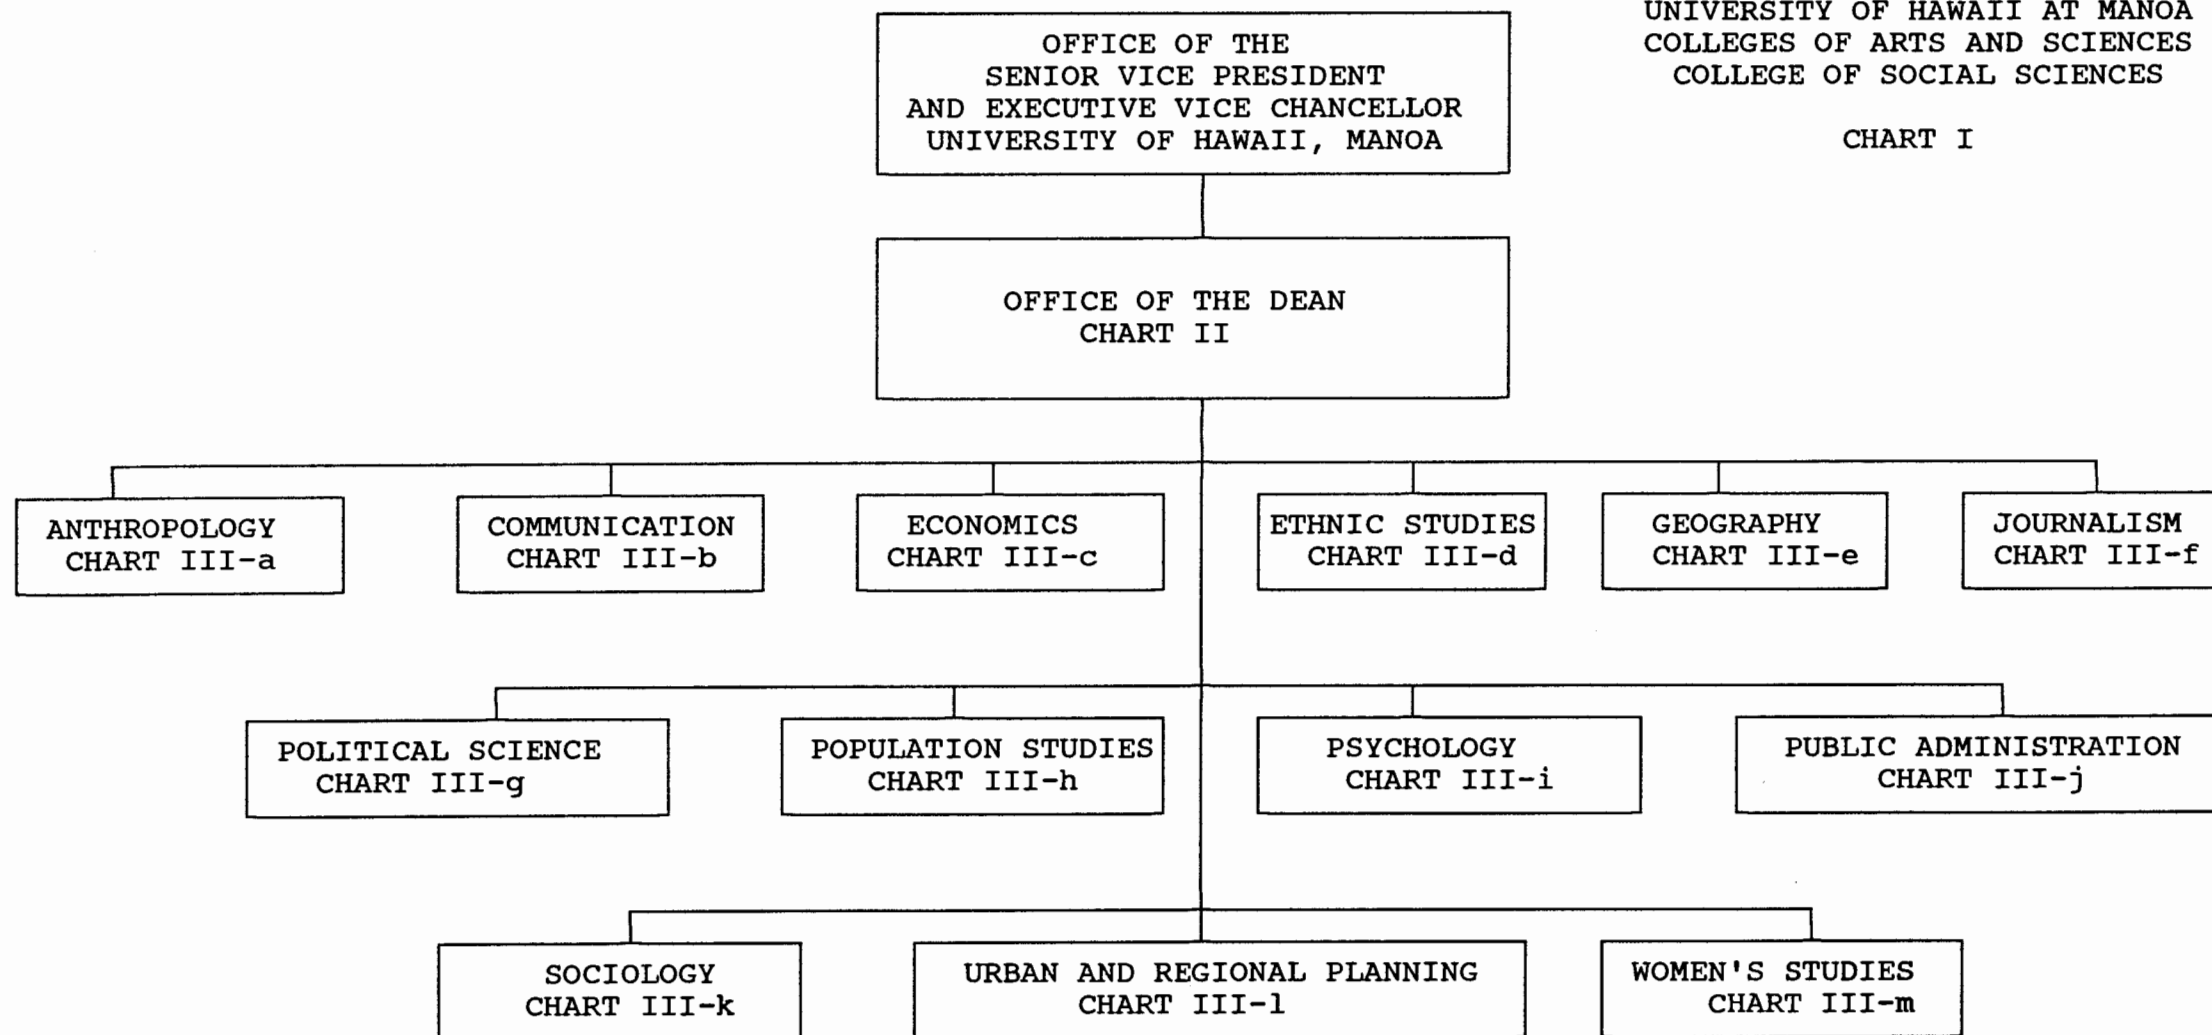 UNIVERSITY OF HAWAII AT MANOA
COLLEGES OF ARTS AND SCIENCES
COLLEGE OF SOCIAL SCIENCES
CHART I
OFFICE OF THE
SENIOR VICE PRESIDENT
AND EXECUTIVE VICE CHANCELLOR
UNIVERSITY OF HAWAII, MANOA
OFFICE OF THE DEAN
CHART II
ANTHROPOLOGY
CHART III-a
COMMUNICATION
CHART III-b
ECONOMICS
CHART III-c
ETHNIC STUDIES
CHART III-d
GEOGRAPHY
CHART III-e
JOURNALISM
CHART III-f
POLITICAL SCIENCE
CHART III-g
POPULATION STUDIES
CHART III-h
PSYCHOLOGY
CHART III-i
PUBLIC ADMINISTRATION
CHART III-j
SOCIOLOGY
CHART III-k
URBAN AND REGIONAL PLANNING
CHART III-l
WOMEN'S STUDIES
CHART III-m